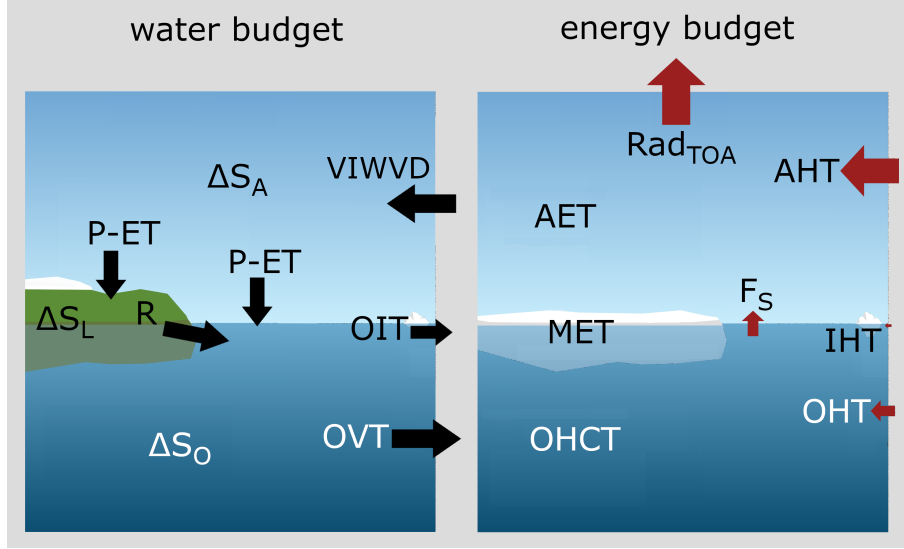 water budget
energy budget
ΔS_A
VIWVD
P-ET
P-ET
ΔS_L
R
OIT
OVT
ΔS_O
Rad_TOA
AHT
AET
F_S
MET
IHT
OHT
OHCT